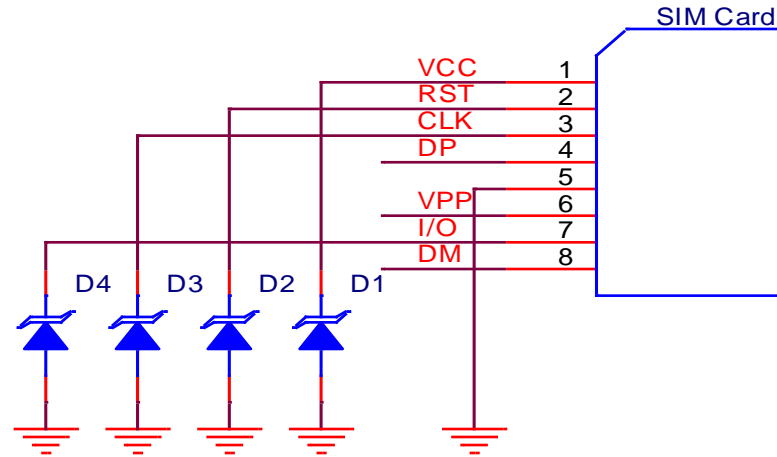 SIM Card
VCC 1
RST 2
CLK 3
DP 4
5
VPP 6
I/O 7
DM 8
D4 D3 D2 D1